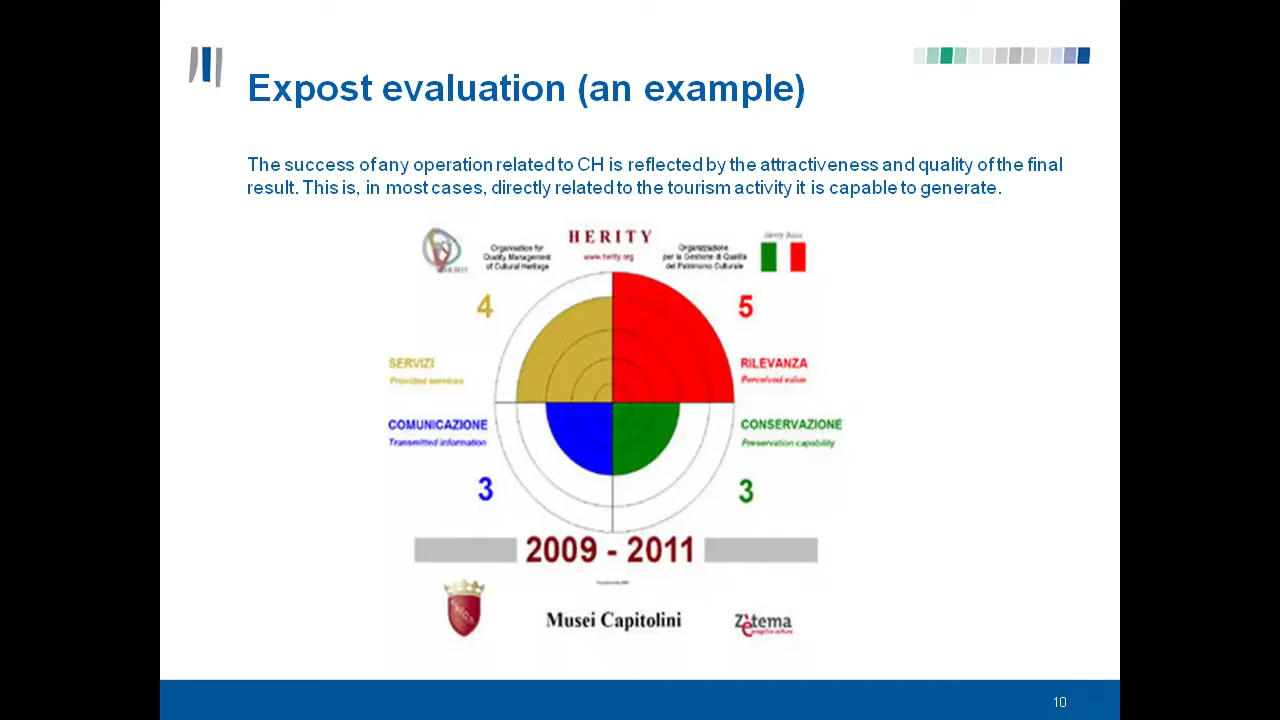 Expost evaluation (an example)
The success of any operation related to CH is reflected by the attractiveness and quality of the final
result. This is, in most cases, directly related to the tourism activity it is capable to generate.
HERITY
www.herity.org
Organisation for
Quality Management
of Cultural Heritage
Organizzazione
per la Gestione di Qualità
del Patrimonio Culturale
4
5
SERVIZI
Provided services
RILEVANZA
Perceived value
COMUNICAZIONE
Transmitted information
CONSERVAZIONE
Preservation capability
3
3
2009 - 2011
Musei Capitolini
Zètema
10